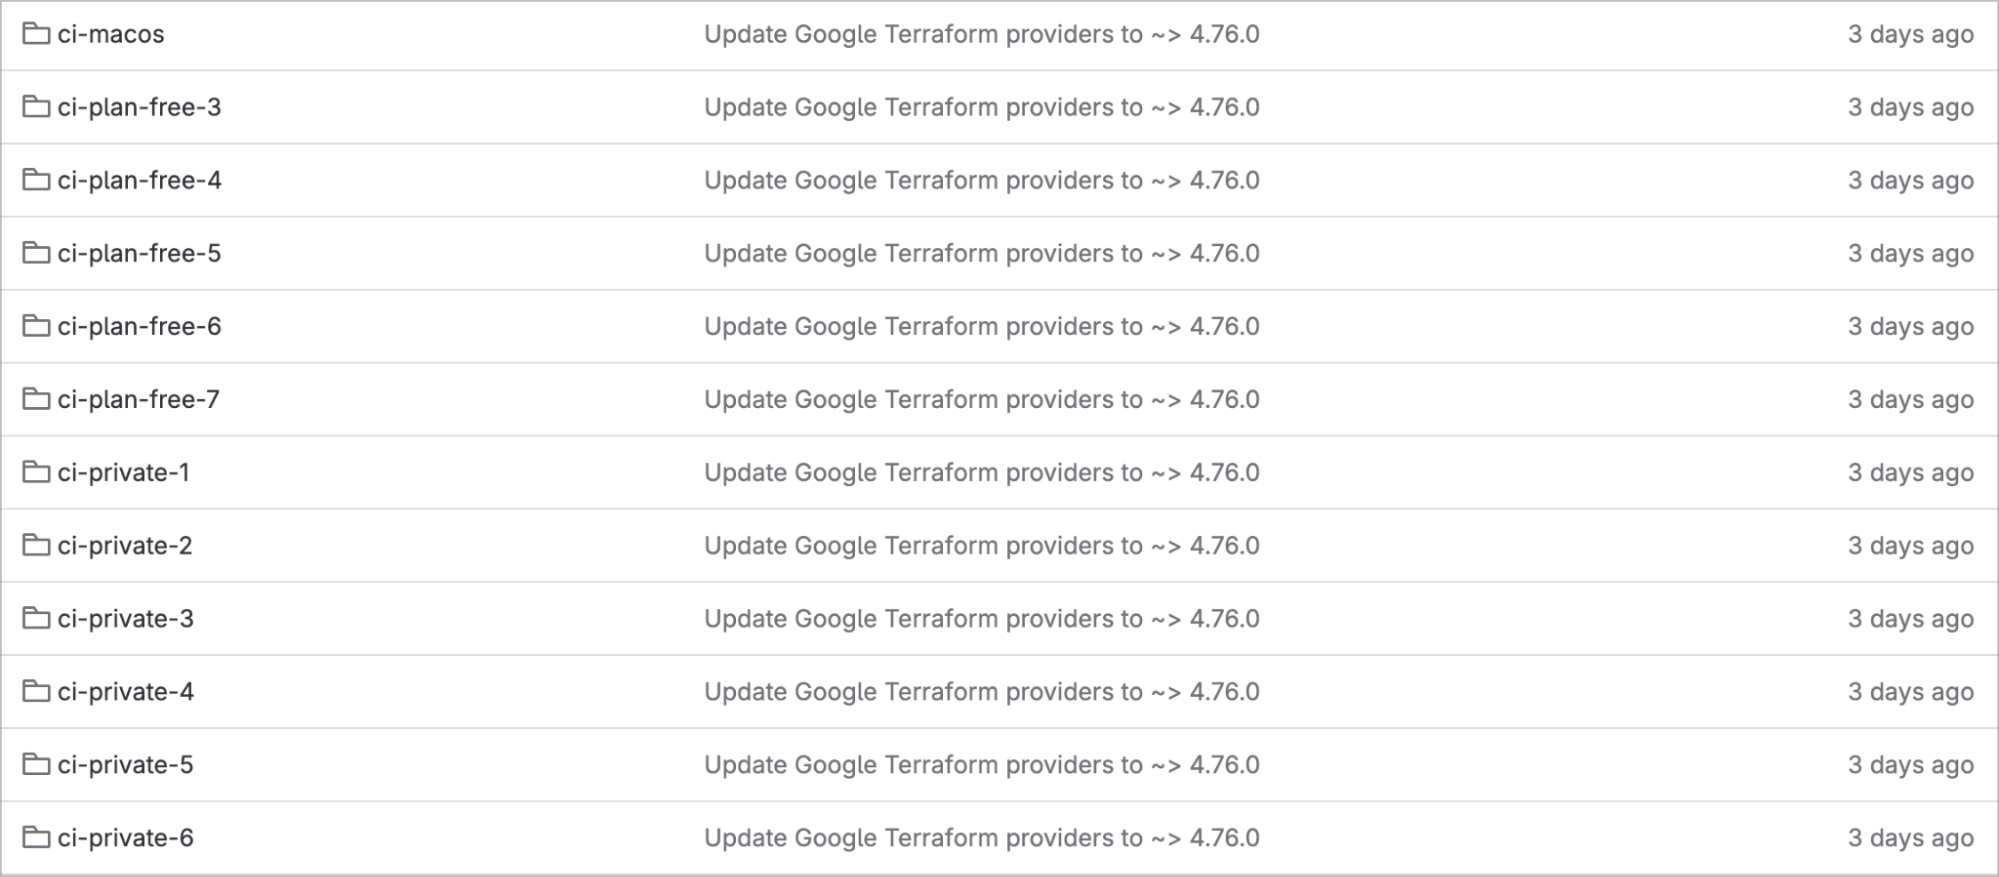 ci-macos Update Google Terraform providers to ~> 4.76.0 3 days ago
ci-plan-free-3 Update Google Terraform providers to ~> 4.76.0 3 days ago
ci-plan-free-4 Update Google Terraform providers to ~> 4.76.0 3 days ago
ci-plan-free-5 Update Google Terraform providers to ~> 4.76.0 3 days ago
ci-plan-free-6 Update Google Terraform providers to ~> 4.76.0 3 days ago
ci-plan-free-7 Update Google Terraform providers to ~> 4.76.0 3 days ago
ci-private-1 Update Google Terraform providers to ~> 4.76.0 3 days ago
ci-private-2 Update Google Terraform providers to ~> 4.76.0 3 days ago
ci-private-3 Update Google Terraform providers to ~> 4.76.0 3 days ago
ci-private-4 Update Google Terraform providers to ~> 4.76.0 3 days ago
ci-private-5 Update Google Terraform providers to ~> 4.76.0 3 days ago
ci-private-6 Update Google Terraform providers to ~> 4.76.0 3 days ago